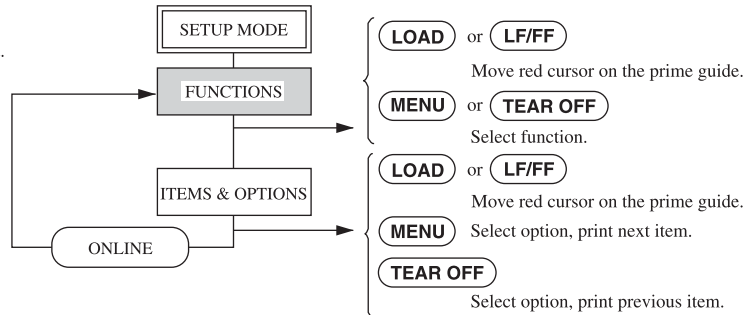 SETUP MODE
LOAD or LF/FF
.
Move red cursor on the prime guide.
FUNCTIONS
MENU or TEAR OFF
Select function.
LOAD or LF/FF
Move red cursor on the prime guide.
ITEMS & OPTIONS
MENU Select option, print next item.
ONLINE
TEAR OFF
Select option, print previous item.